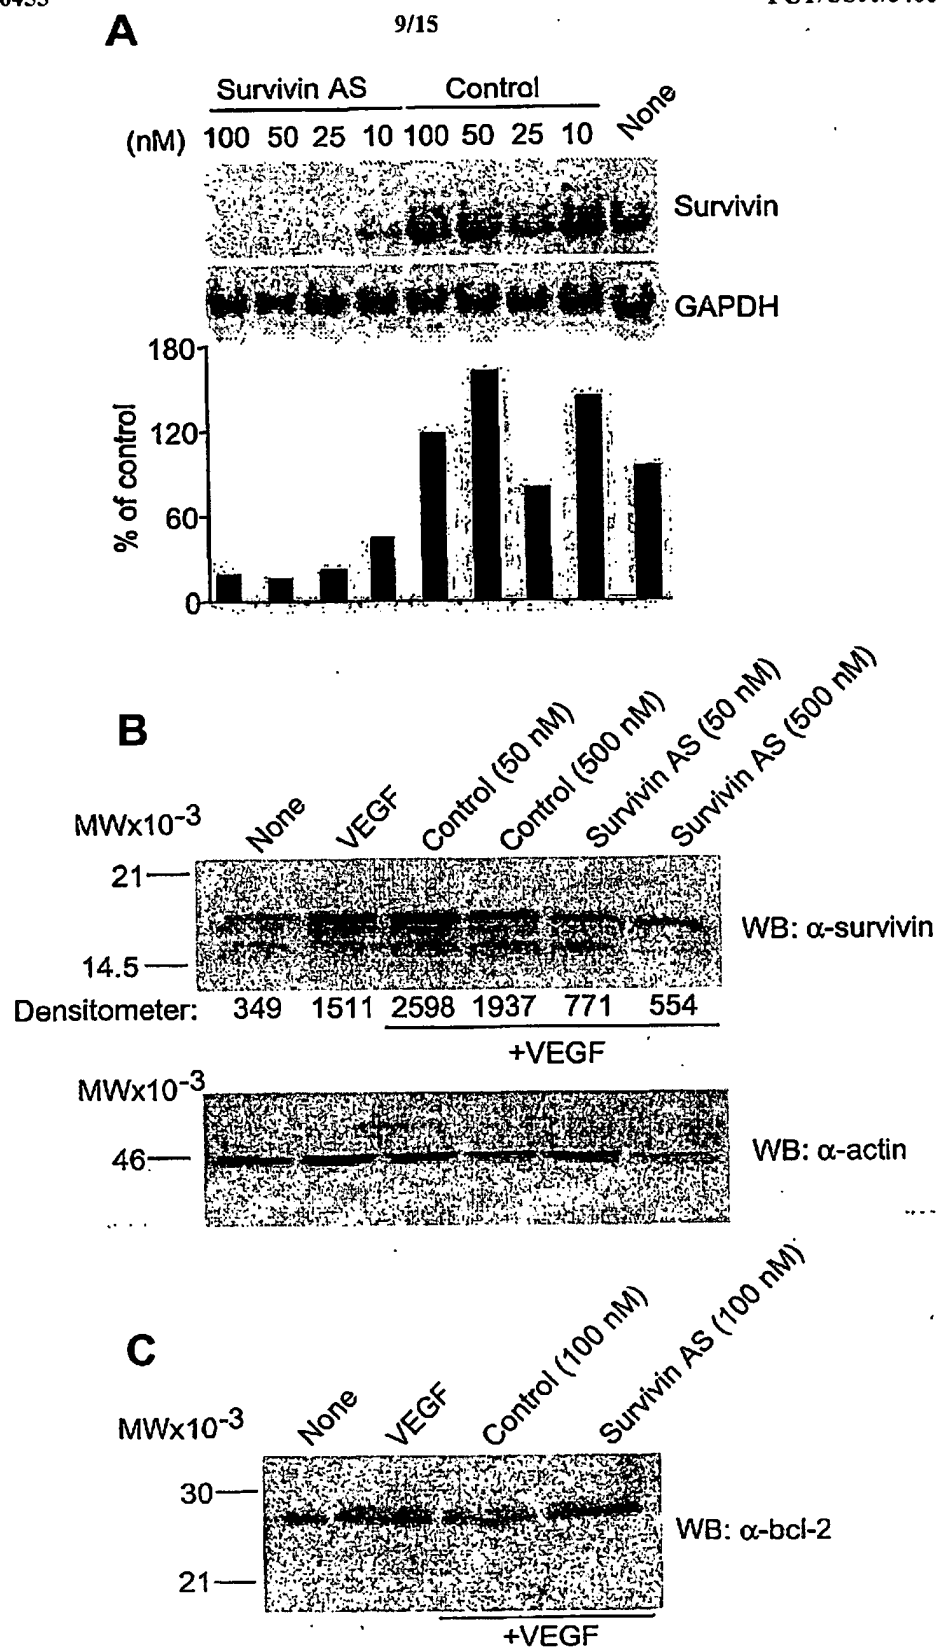 9/15
A
Survivin AS Control None
(nM) 100 50 25 10 100 50 25 10
Survivin
GAPDH
180
120
60
0
% of control
B
MWx10-3 None VEGF Control (50 nM) Control (500 nM) Survivin AS (50 nM) Survivin AS (500 nM)
21
WB: α-survivin
14.5
Densitometer: 349 1511 2598 1937 771 554
+VEGF
MWx10-3
46
WB: α-actin
C
MWx10-3 None VEGF Control (100 nM) Survivin AS (100 nM)
30
WB: α-bcl-2
21
+VEGF